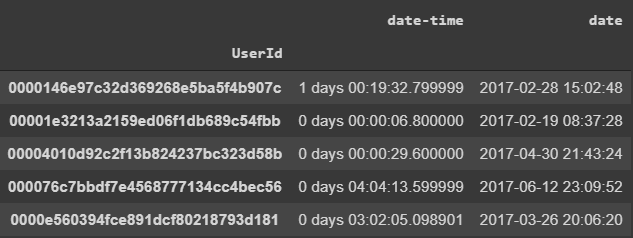 date-time date
UserId
0000146e97c32d369268e5ba5f4b907c 1 days 00:19:32.799999 2017-02-28 15:02:48
00001e3213a2159ed06f1db689c54fbb 0 days 00:00:06.800000 2017-02-19 08:37:28
00004010d92c2f13b824237bc323d58b 0 days 00:00:29.600000 2017-04-30 21:43:24
000076c7bbdf7e4568777134cc4bec56 0 days 04:04:13.599999 2017-06-12 23:09:52
0000e560394fce891dcf80218793d181 0 days 03:02:05.098901 2017-03-26 20:06:20